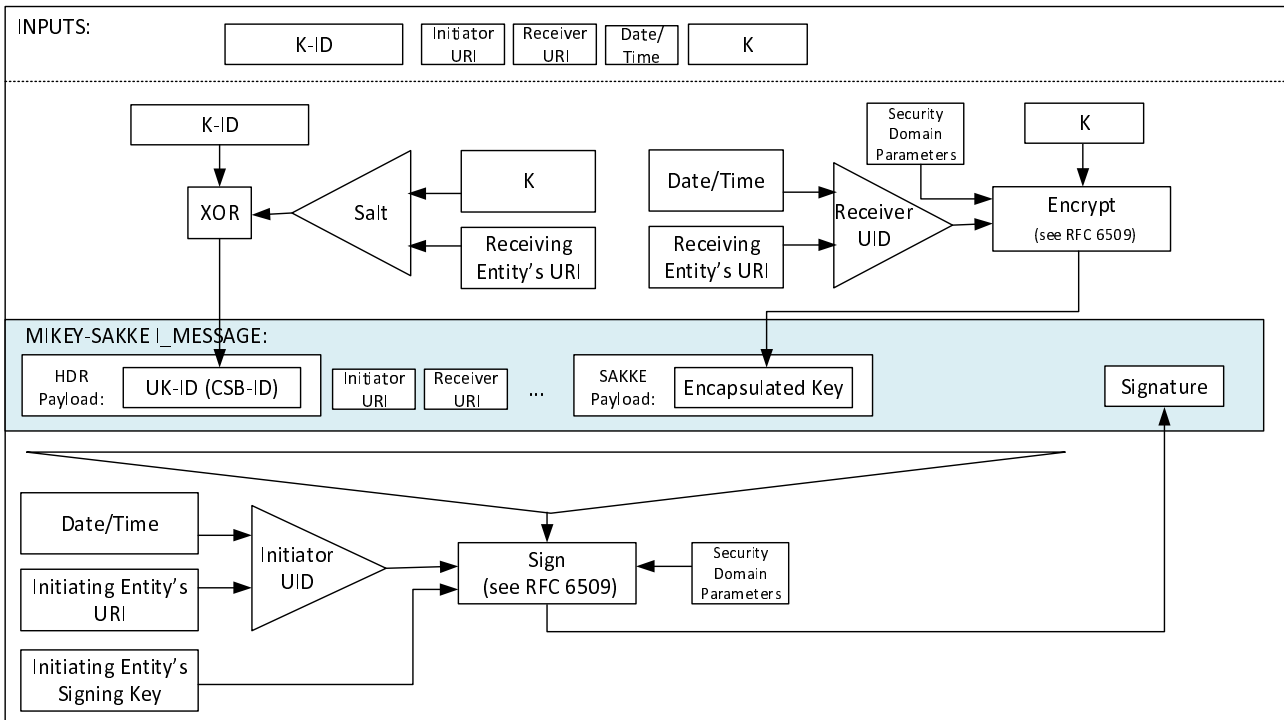 INPUTS:
K-ID
Initiator
URI
Receiver
URI
Date/
Time
K
K-ID
XOR
Salt
K
Receiving
Entity's URI
Date/Time
Receiving
Entity's URI
Receiver
UID
Security
Domain
Parameters
K
Encrypt
(see RFC 6509)
MIKEY-SAKKE I_MESSAGE:
HDR
Payload:
UK-ID (CSB-ID)
Initiator
URI
Receiver
URI
...
SAKKE
Payload:
Encapsulated Key
Signature
Date/Time
Initiating Entity's
URI
Initiating Entity's
Signing Key
Initiator
UID
Sign
(see RFC 6509)
Security
Domain
Parameters